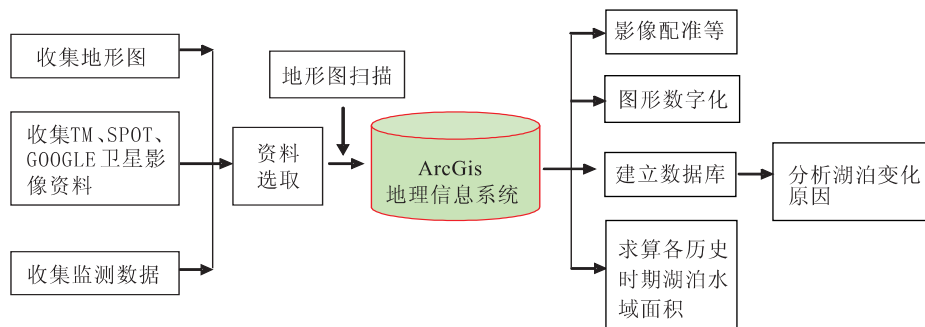 收集地形图
收集TM、SPOT、
GOOGLE卫星影
像资料
收集监测数据
资料
选取
地形图扫描
ArcGis
地理信息系统
影像配准等
图形数字化
建立数据库
求算各历史
时期湖泊水
域面积
分析湖泊变化
原因